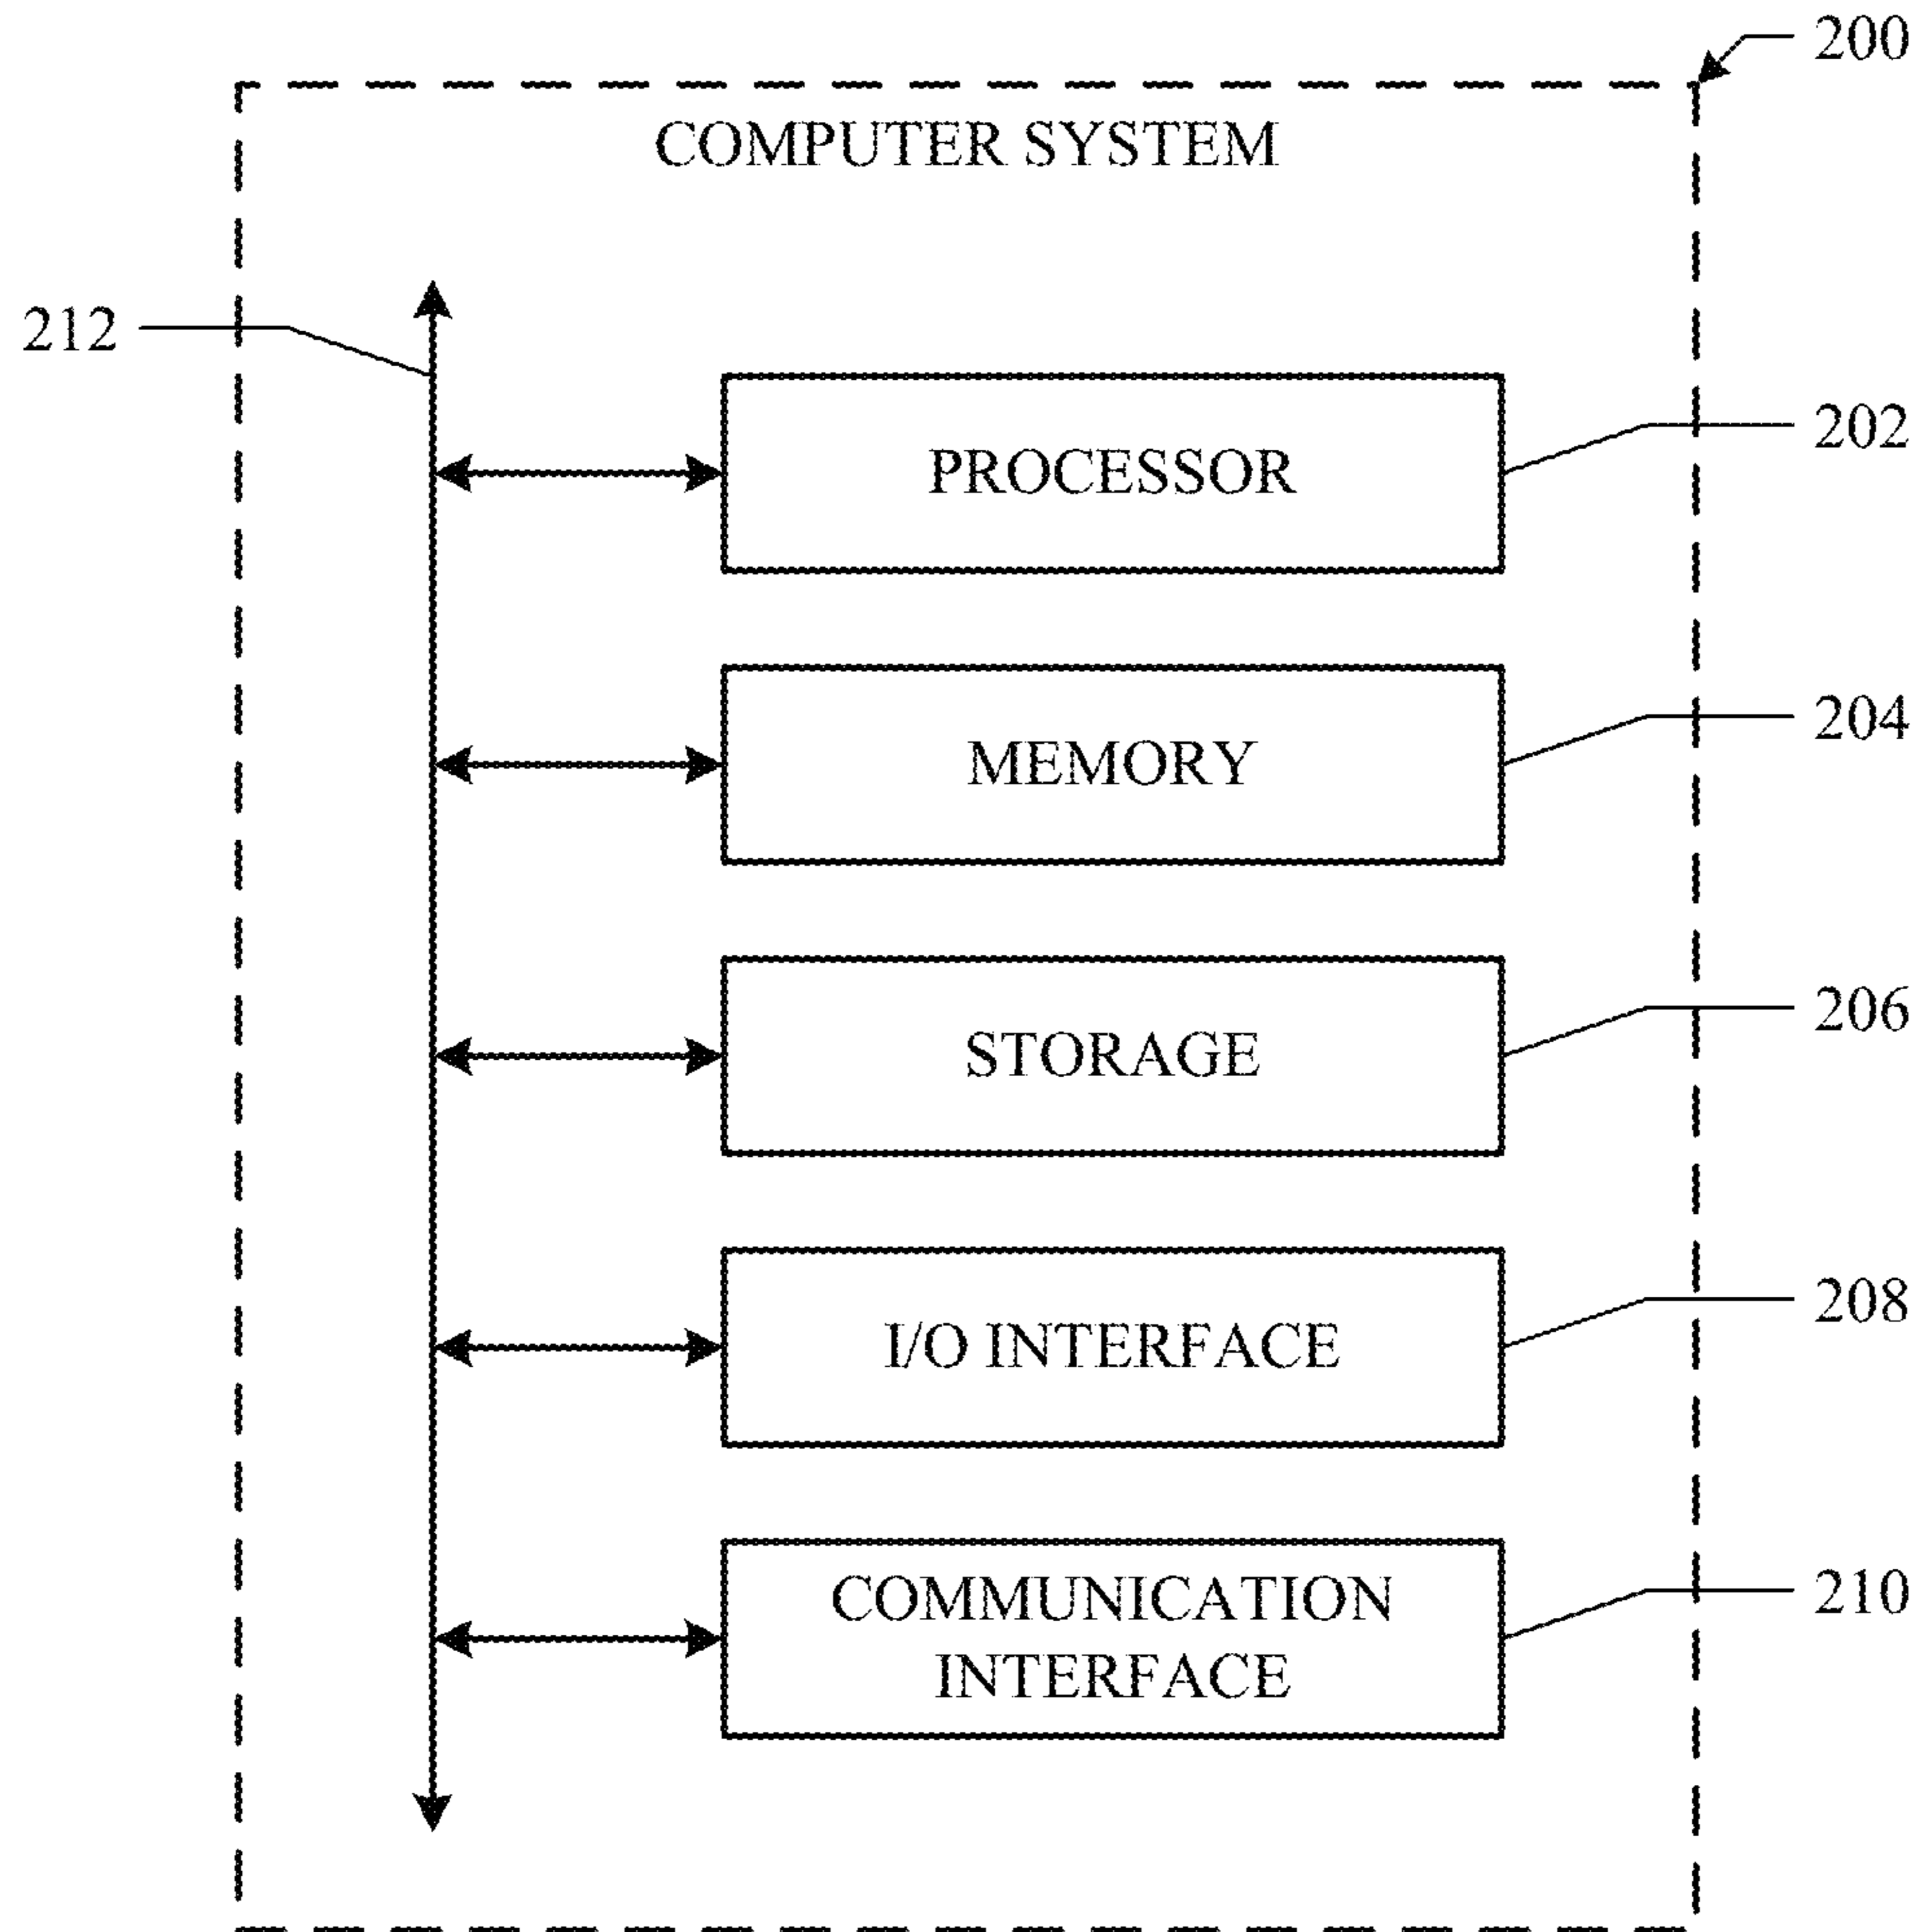 200
COMPUTER SYSTEM
212
PROCESSOR
202
MEMORY
204
STORAGE
206
I/O INTERFACE
208
COMMUNICATION
INTERFACE
210